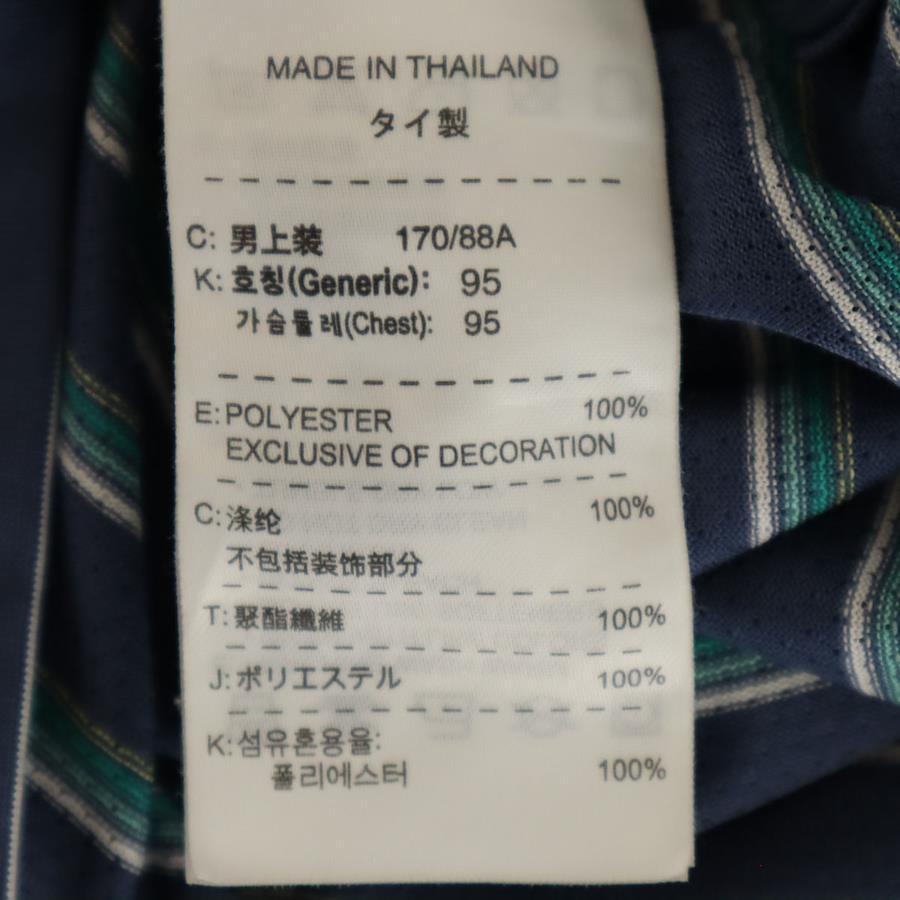 MADE IN THAILAND
タイ製
C: 男上装 170/88A
K: 호칭(Generic): 95
가슴둘레(Chest): 95
E: POLYESTER 100%
EXCLUSIVE OF DECORATION
C: 涤纶 100%
不包括装饰部分
T: 聚酯纖維 100%
J: ポリエステル 100%
K: 섬유혼용율:
폴리에스터 100%